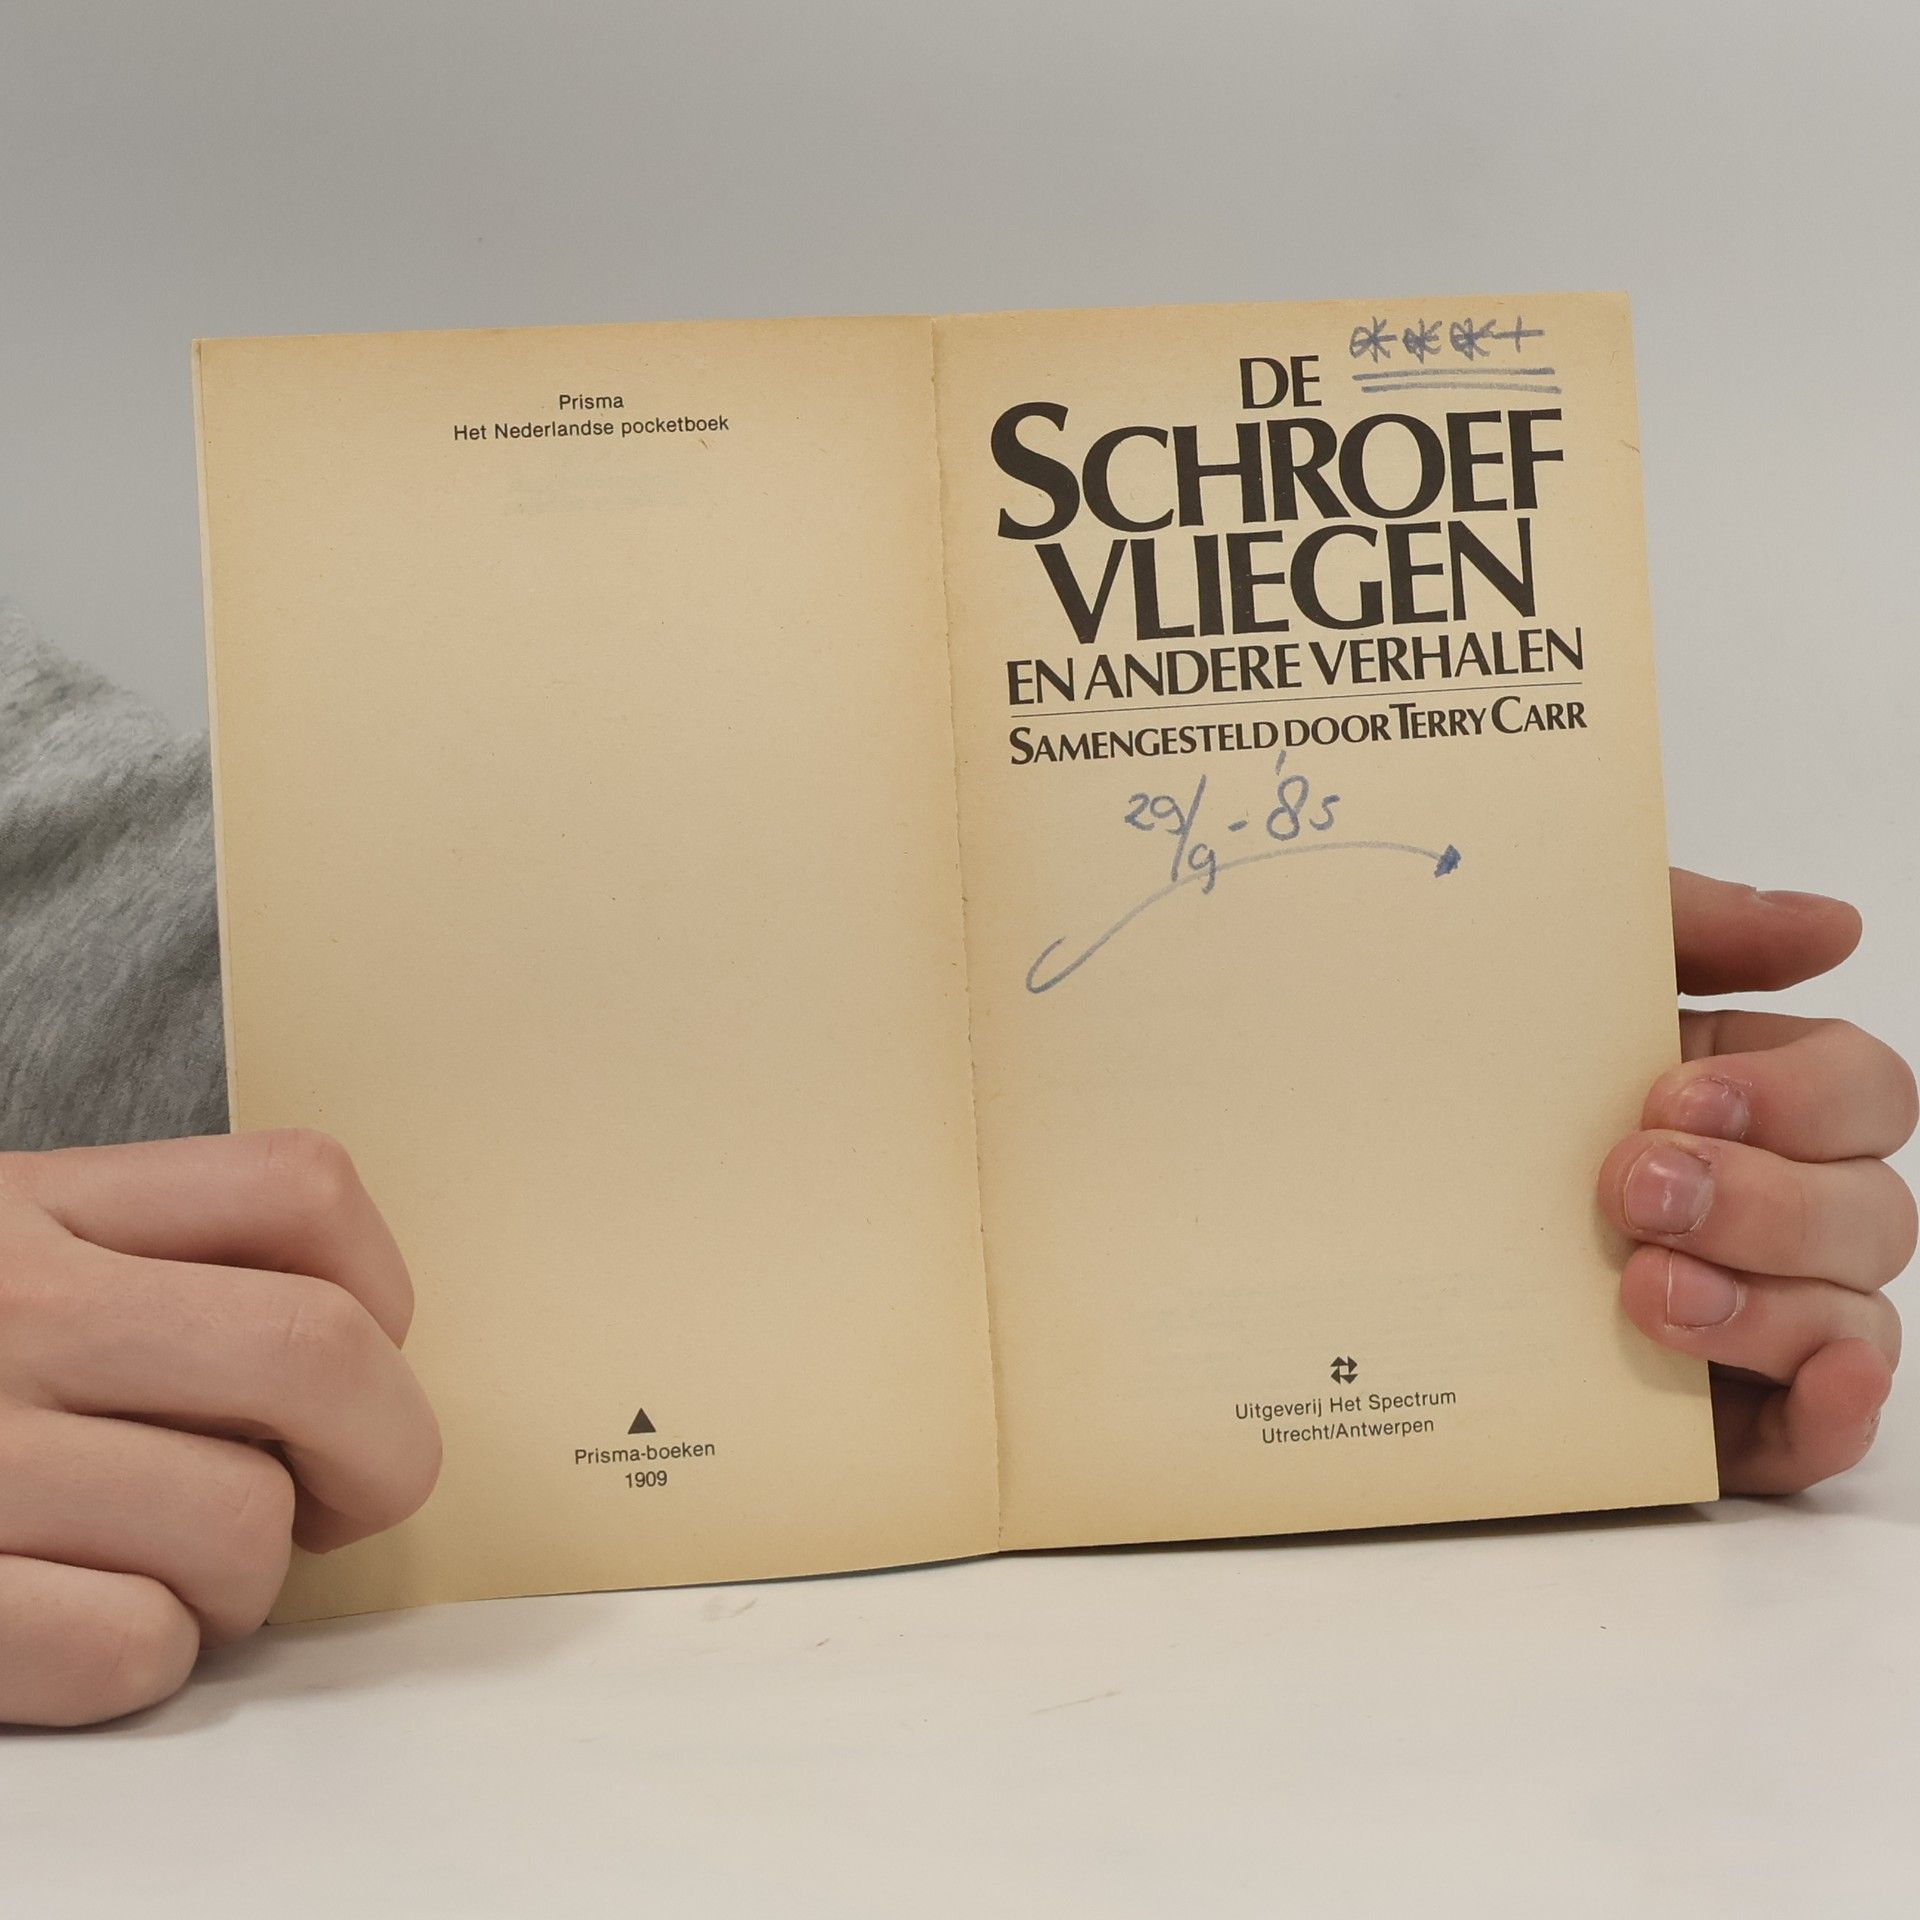 Prisma
Het Nederlandse pocketboek
Prisma-boeken
1909
***+
DE
SCHROEF
VLIEGEN
EN ANDERE VERHALEN
SAMENGESTELD DOOR TERRY CARR
29/9 - '85
Uitgeverij Het Spectrum
Utrecht/Antwerpen